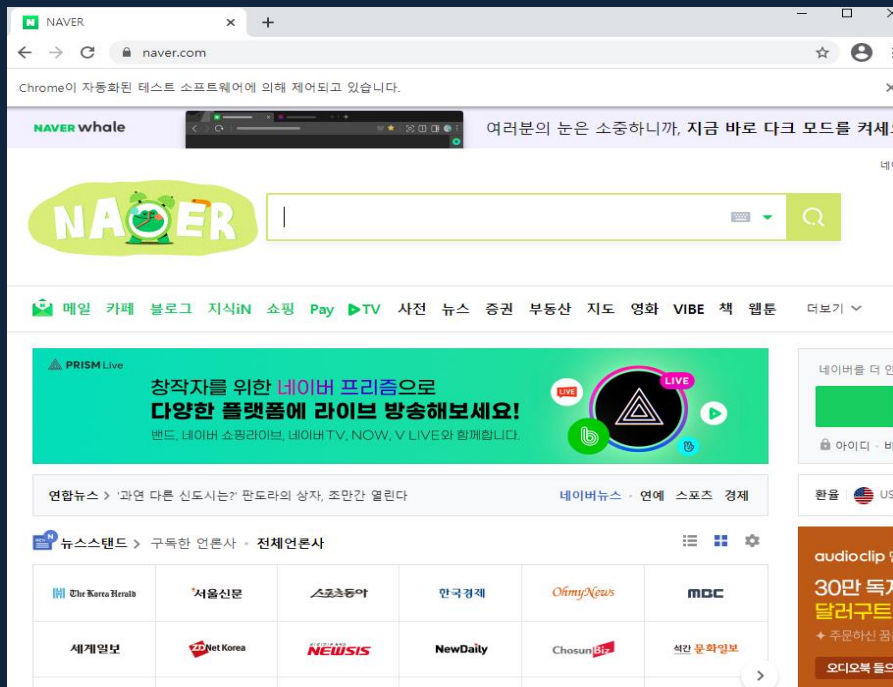 NAVER
naver.com
Chrome이 자동화된 테스트 소프트웨어에 의해 제어되고 있습니다.
NAVER whale
여러분의 눈은 소중하니까, 지금 바로 다크 모드를 켜세
NAVER
메일 카페 블로그 지식iN 쇼핑 Pay TV 사전 뉴스 증권 부동산 지도 영화 VIBE 책 웹툰 더보기
PRISM Live
창작자를 위한 네이버 프리즘으로
다양한 플랫폼에 라이브 방송해보세요!
밴드, 네이버 쇼핑라이브, 네이버TV, NOW, V LIVE와 함께합니다.
LIVE
LIVE
네이버를 더 안
아이디
연합뉴스 > '과연 다른 신도시는?' 판도라의 상자, 조만간 열린다
네이버뉴스 연예 스포츠 경제
환율 US
뉴스스탠드 > 구독한 언론사 전체언론사
The Korea Herald 서울신문 스포츠동아 한국경제 OhmyNews MBC
세계일보 ZDNet Korea NEWSIS NewDaily ChosunBiz 석간 문화일보
audioclip
30만 독자
달러구트
주문하신 꿈
오디오북 들으